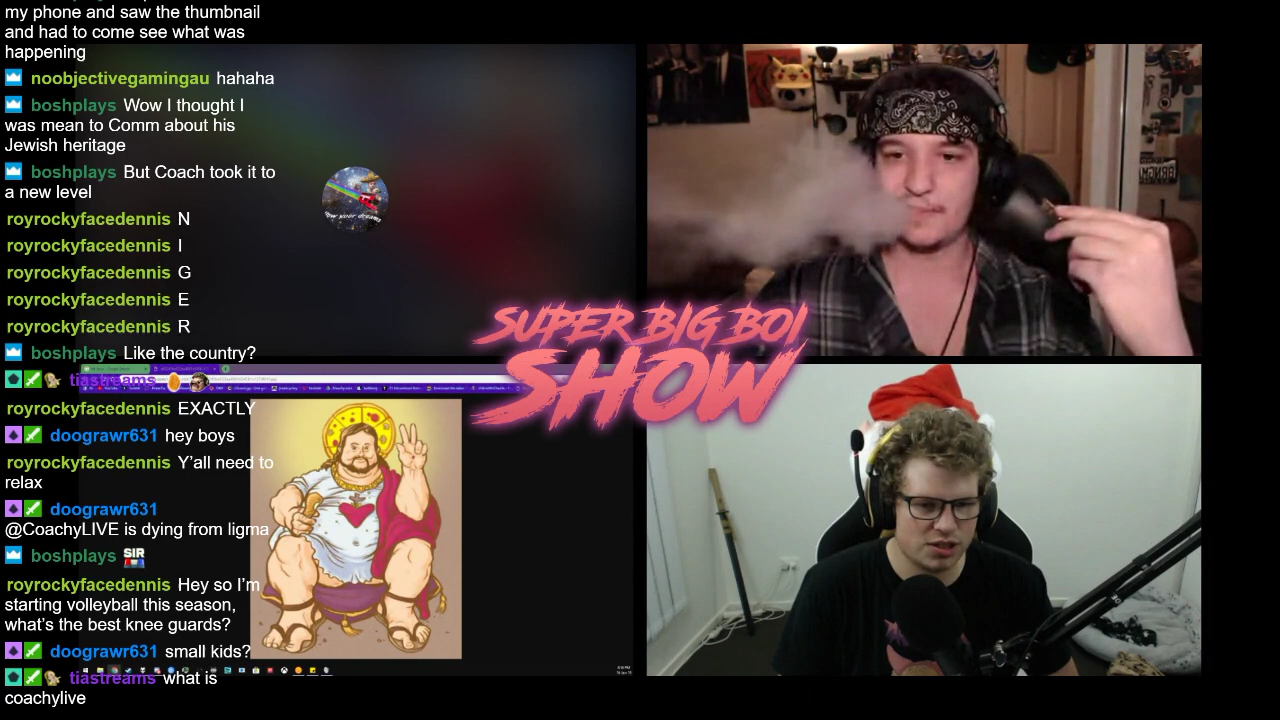 my phone and saw the thumbnail
and had to come see what was
happening
noobjectivegamingau hahaha
boshplays Wow I thought I
was mean to Comm about his
Jewish heritage
boshplays But Coach took it to
a new level
royrockyfacedennis N
royrockyfacedennis I
royrockyfacedennis G
royrockyfacedennis E
royrockyfacedennis R
boshplays Like the country?
tiastreams
royrockyfacedennis EXACTLY
doograwr631 hey boys
royrockyfacedennis Y'all need to
relax
doograwr631
@CoachyLIVE is dying from ligma
boshplays SIR
royrockyfacedennis Hey so I'm
starting volleyball this season,
what's the best knee guards?
doograwr631 small kids?
tiastreams what is
coachylive
your dreams
SUPER BIG BOI
SHOW